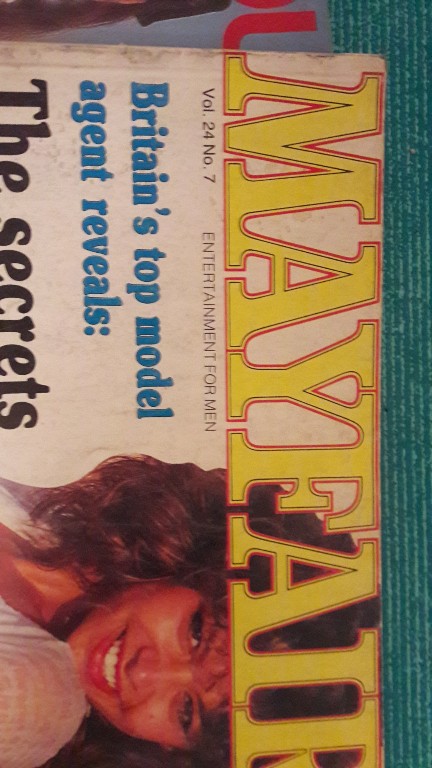 MAYFAIR
Vol. 24 No. 7 ENTERTAINMENT FOR MEN
Britain's top model
agent reveals:
The secrets